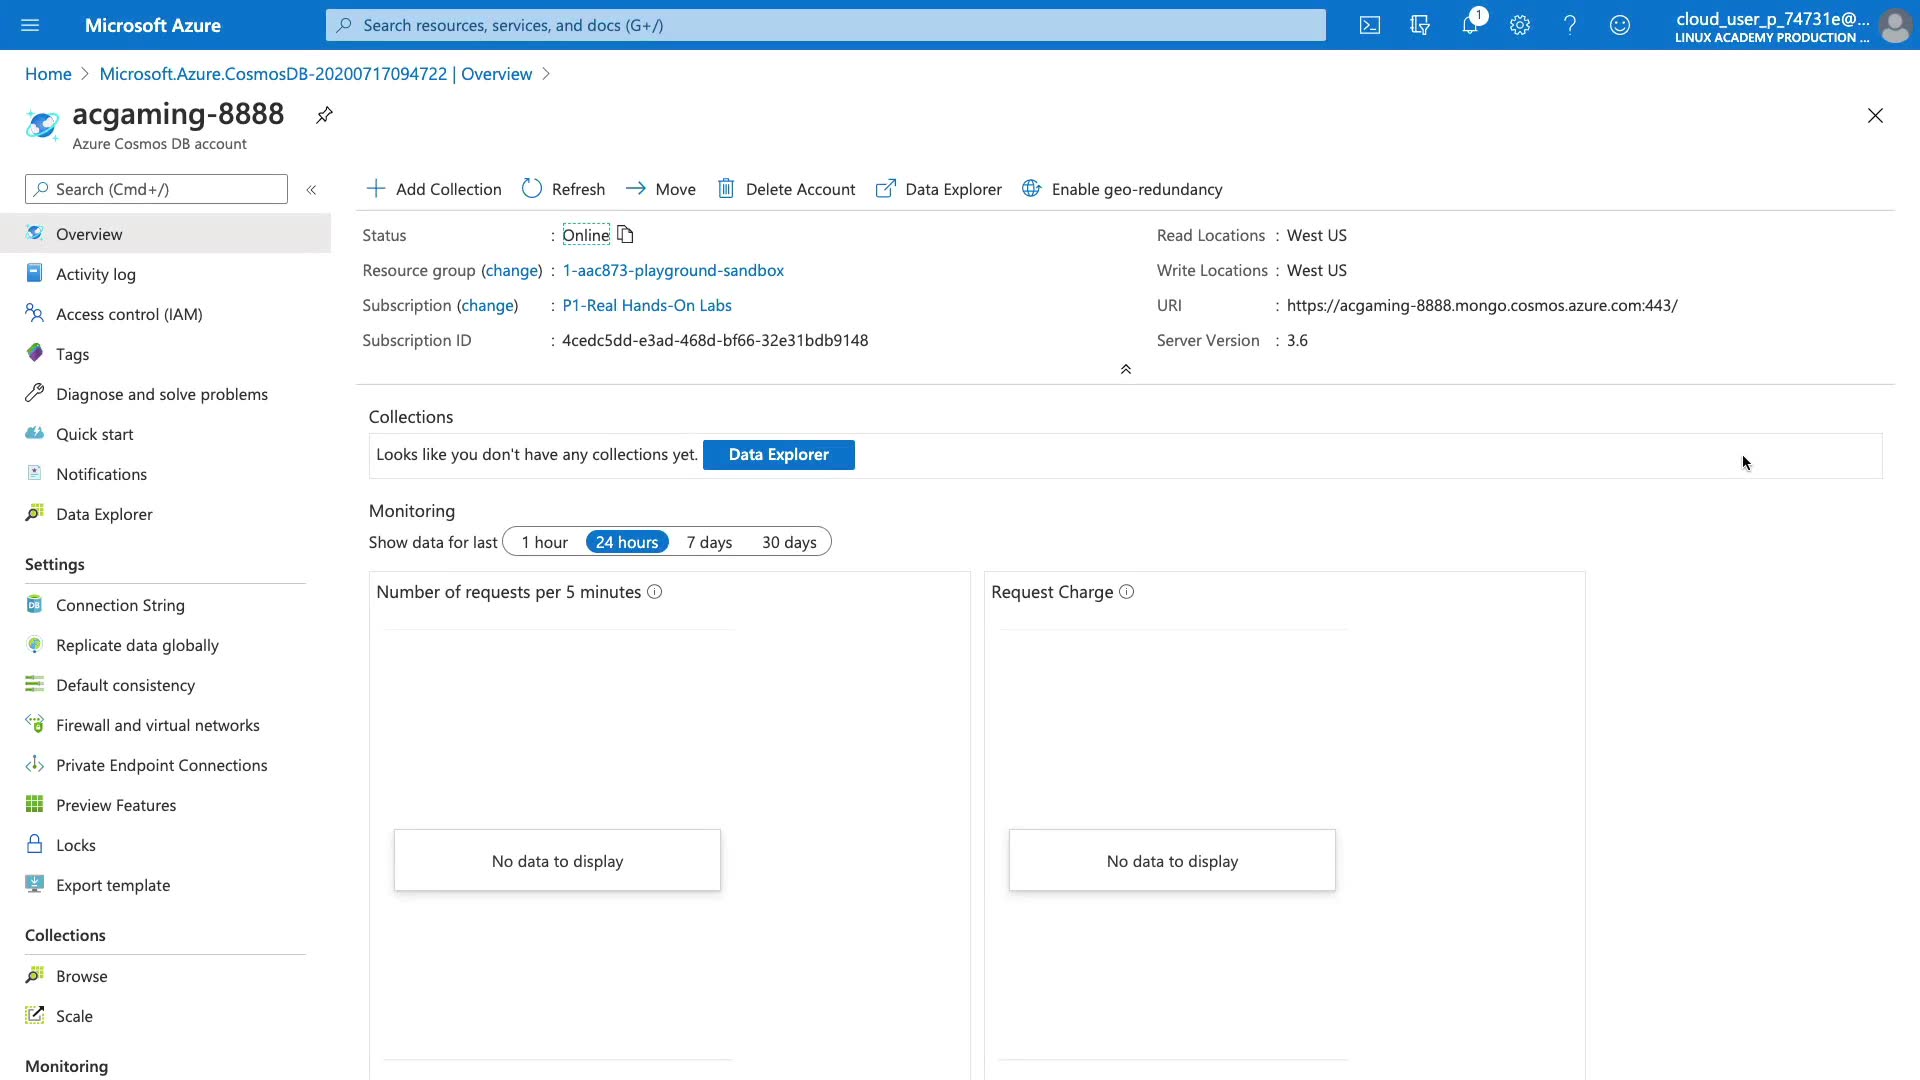 Microsoft Azure
Search resources, services, and docs (G+/)
1
cloud_user_p_74731e@...
LINUX ACADEMY PRODUCTION ...
Home > Microsoft.Azure.CosmosDB-20200717094722 | Overview >
acgaming-8888
Azure Cosmos DB account
Search (Cmd+/)
«
Overview
Activity log
Access control (IAM)
Tags
Diagnose and solve problems
Quick start
Notifications
Data Explorer
Settings
Connection String
Replicate data globally
Default consistency
Firewall and virtual networks
Private Endpoint Connections
Preview Features
Locks
Export template
Collections
Browse
Scale
Monitoring
Add Collection
Refresh
Move
Delete Account
Data Explorer
Enable geo-redundancy
Status : Online
Resource group (change) : 1-aac873-playground-sandbox
Subscription (change) : P1-Real Hands-On Labs
Subscription ID : 4cedc5dd-e3ad-468d-bf66-32e31bdb9148
Read Locations : West US
Write Locations : West US
URI : https://acgaming-8888.mongo.cosmos.azure.com:443/
Server Version : 3.6
Collections
Looks like you don't have any collections yet. Data Explorer
Monitoring
Show data for last 1 hour 24 hours 7 days 30 days
Number of requests per 5 minutes
No data to display
Request Charge
No data to display